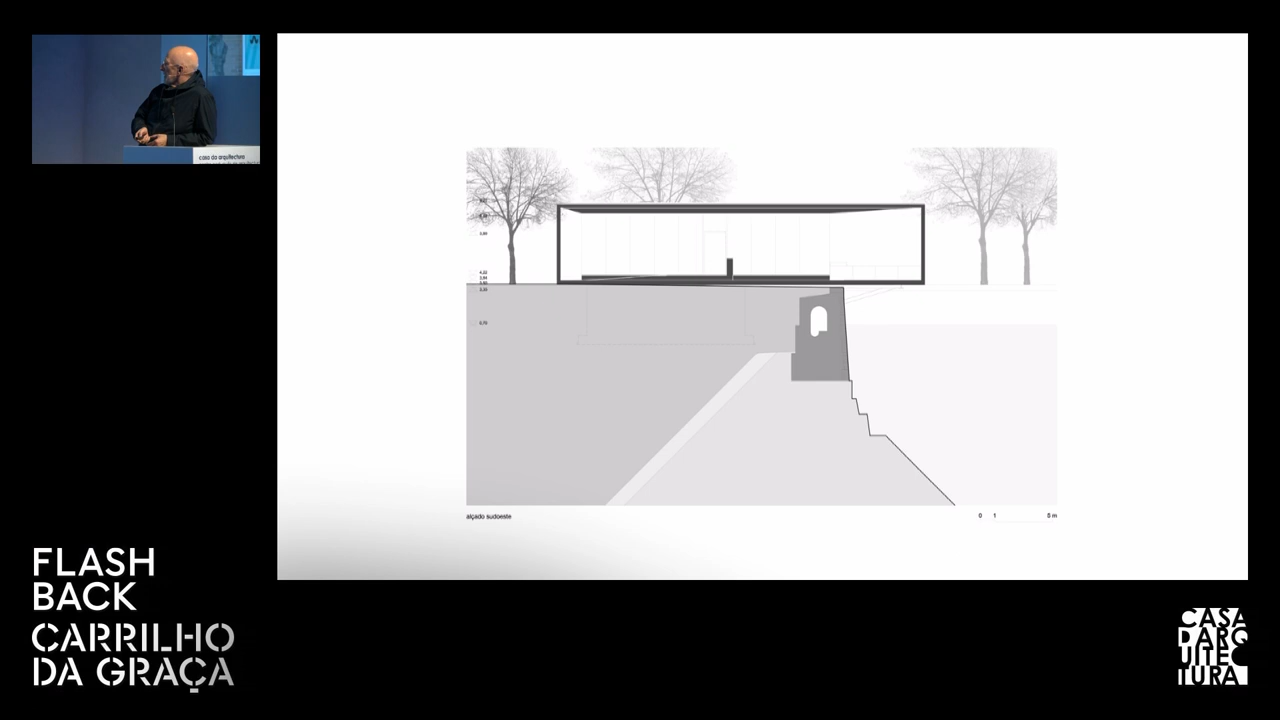 casa da arquitectura
alçado sudoeste
0 1 5 m
FLASH
BACK
CARRILHO
DA GRAÇA
CASA
DARQ
UITEC
TURA